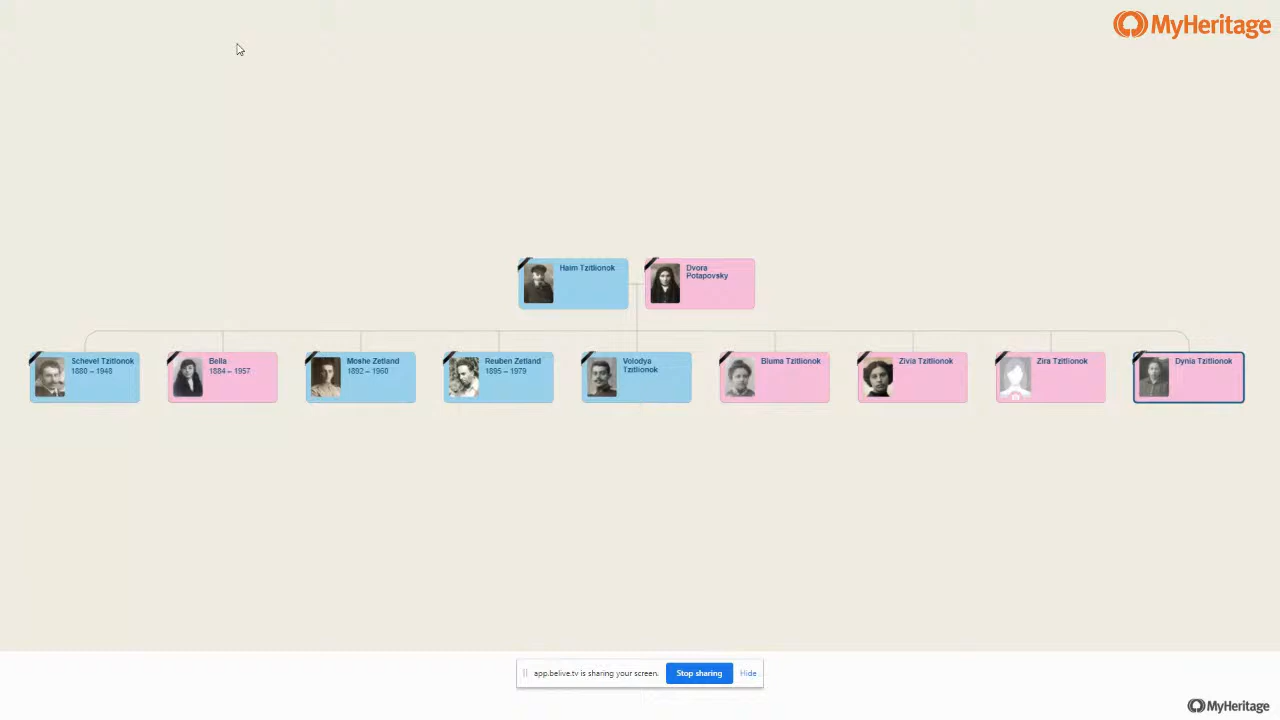 MyHeritage
Haim Tzitlionok
Dvora
Potapovsky
Schevel Tzitlonok
1880 – 1948
Bella
1884 – 1957
Moshe Zetland
1892 – 1960
Reuben Zetland
1895 – 1979
Volodya
Tzitlionok
Bluma Tzitlionok
Zivia Tzitlionok
Zira Tzitlionok
Dynia Tzitlionok
app.belive.tv is sharing your screen.
Stop sharing
Hide
MyHeritage